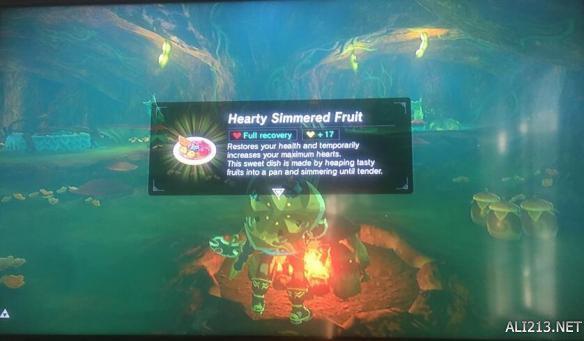 Hearty Simmered Fruit
Full recovery +17
Restores your health and temporarily
increases your maximum hearts.
This sweet dish is made by heaping tasty
fruits into a pan and simmering until tender.
ALI213.NET